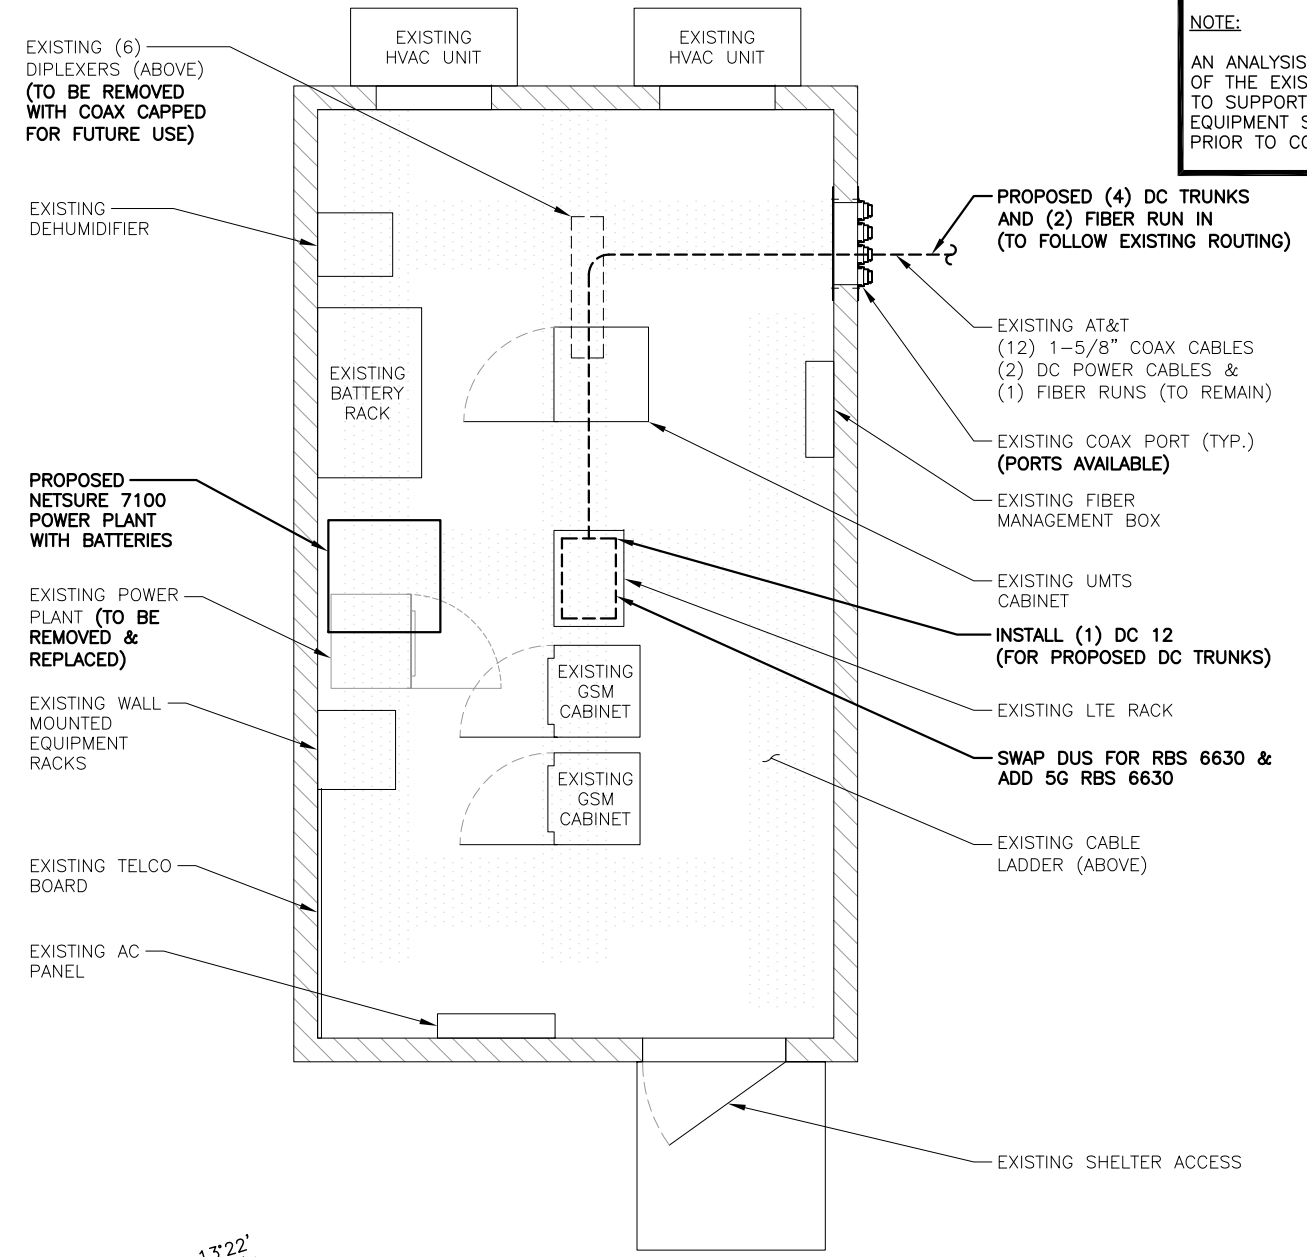 EXISTING
HVAC UNIT
EXISTING
HVAC UNIT
NOTE:
AN ANALYSIS
OF THE EXIS
TO SUPPORT
EQUIPMENT S
PRIOR TO CO
EXISTING (6)
DIPLEXERS (ABOVE)
(TO BE REMOVED
WITH COAX CAPPED
FOR FUTURE USE)
EXISTING
DEHUMIDIFIER
EXISTING
BATTERY
RACK
PROPOSED
NETSURE 7100
POWER PLANT
WITH BATTERIES
EXISTING POWER
PLANT (TO BE
REMOVED &
REPLACED)
EXISTING WALL
MOUNTED
EQUIPMENT
RACKS
EXISTING TELCO
BOARD
EXISTING AC
PANEL
EXISTING
GSM
CABINET
EXISTING
GSM
CABINET
PROPOSED (4) DC TRUNKS
AND (2) FIBER RUN IN
(TO FOLLOW EXISTING ROUTING)
EXISTING AT&T
(12) 1-5/8" COAX CABLES
(2) DC POWER CABLES &
(1) FIBER RUNS (TO REMAIN)
EXISTING COAX PORT (TYP.)
(PORTS AVAILABLE)
EXISTING FIBER
MANAGEMENT BOX
EXISTING UMTS
CABINET
INSTALL (1) DC 12
(FOR PROPOSED DC TRUNKS)
EXISTING LTE RACK
SWAP DUS FOR RBS 6630 &
ADD 5G RBS 6630
EXISTING CABLE
LADDER (ABOVE)
EXISTING SHELTER ACCESS
13°22'